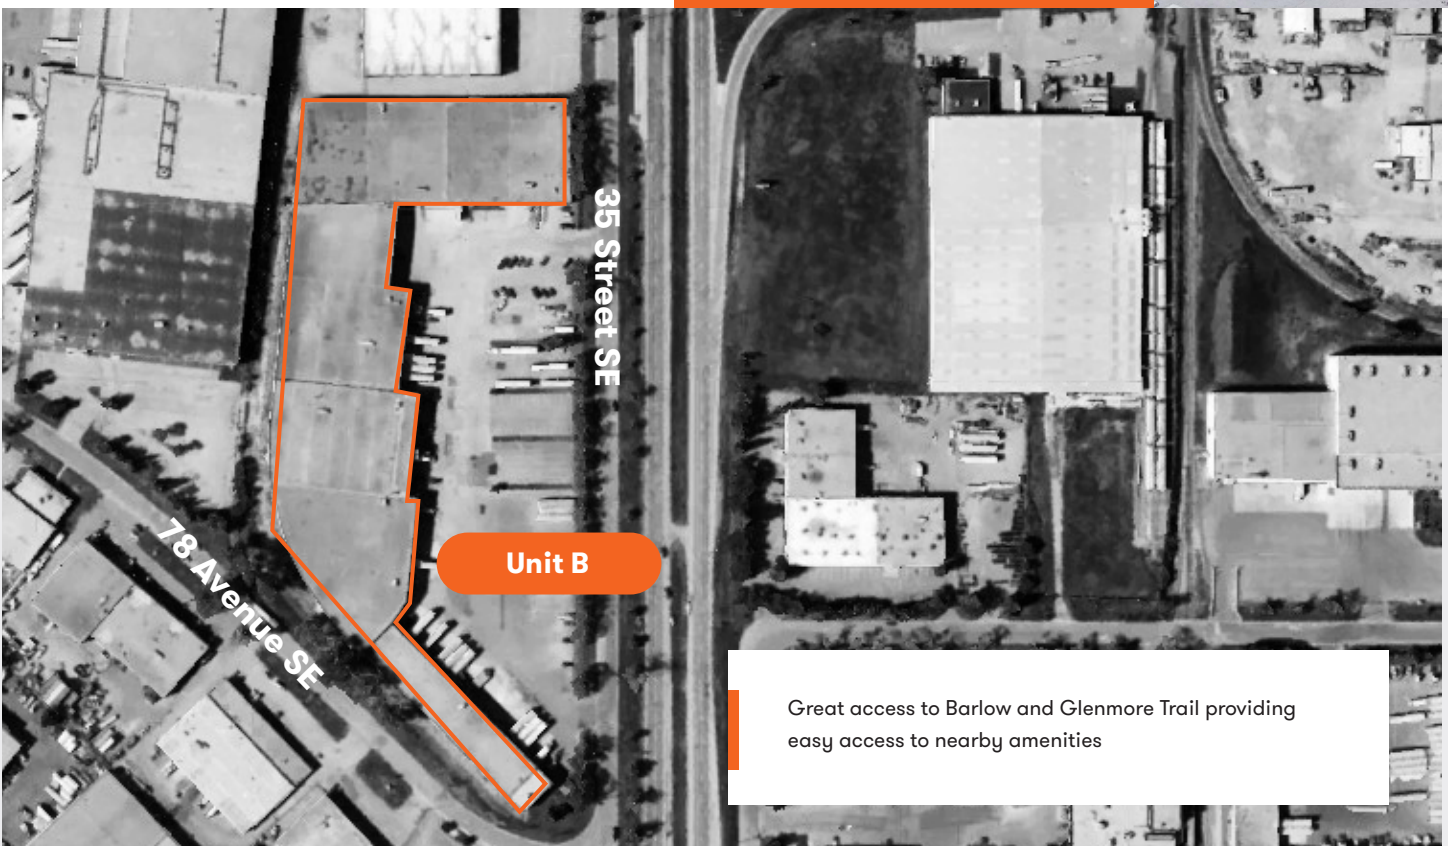 35 Street SE
Unit B
78 Avenue SE
Great access to Barlow and Glenmore Trail providing
easy access to nearby amenities